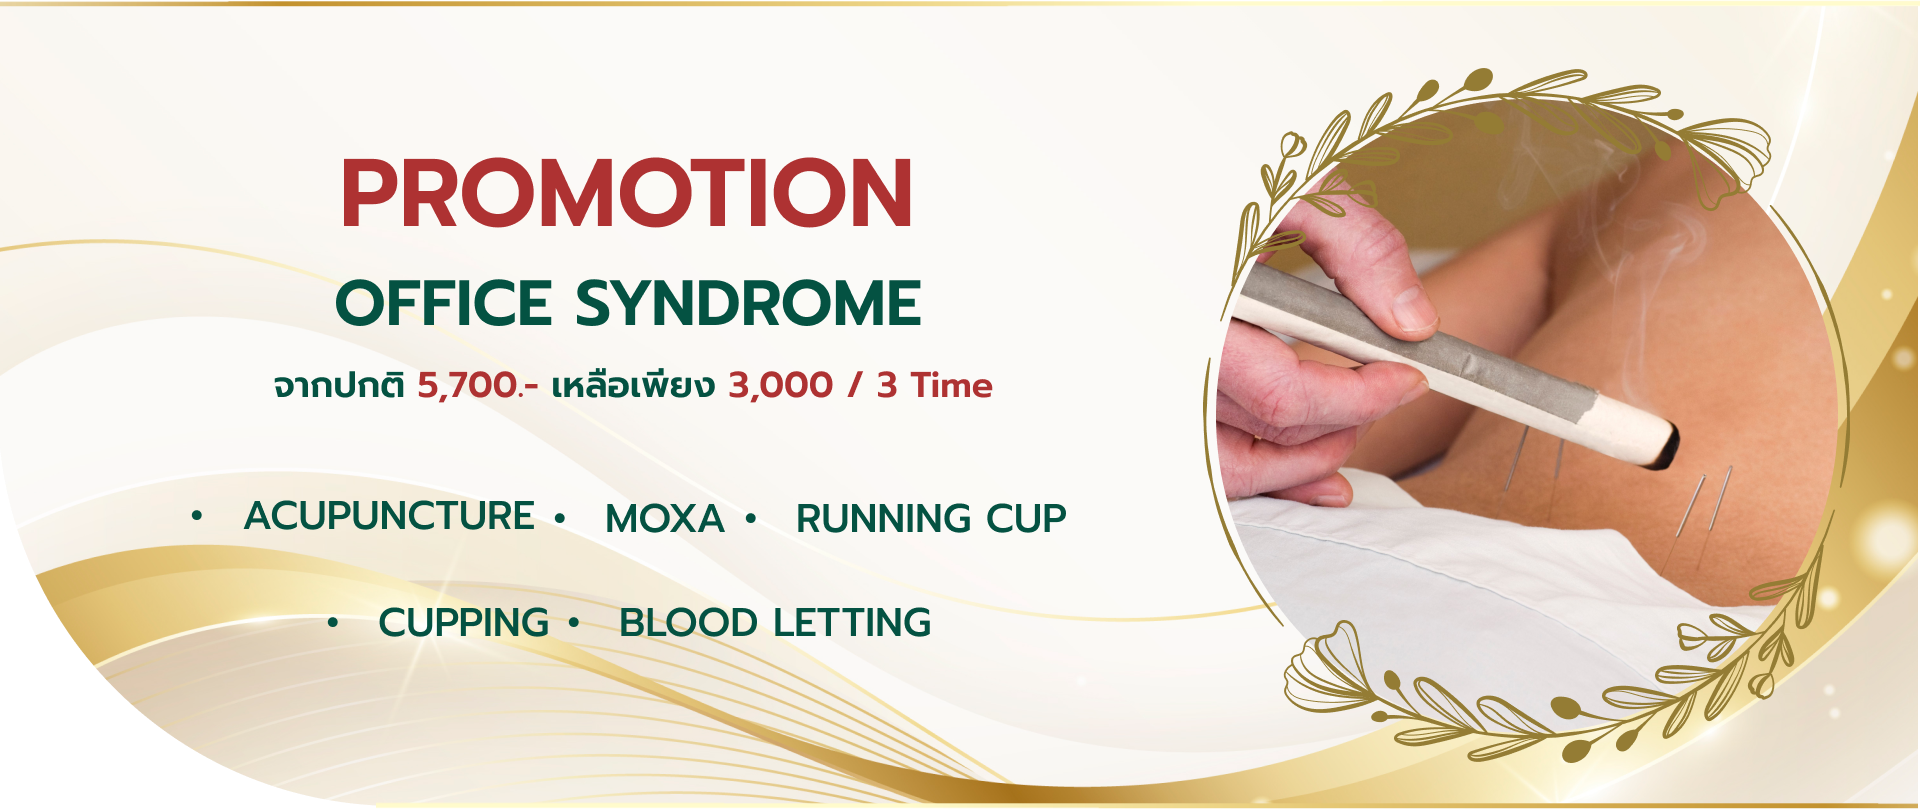 PROMOTION
OFFICE SYNDROME
จากปกติ 5,700.- เหลือเพียง 3,000 / 3 Time
• ACUPUNCTURE • MOXA • RUNNING CUP
• CUPPING • BLOOD LETTING